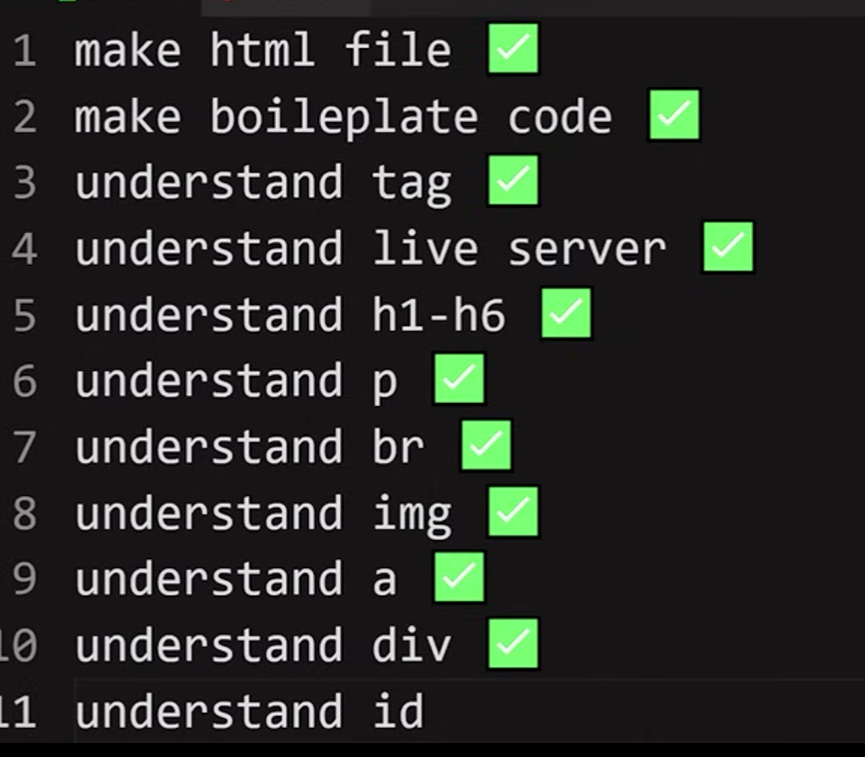 1 make html file ✅
2 make boileplate code ✅
3 understand tag ✅
4 understand live server ✅
5 understand h1-h6 ✅
6 understand p ✅
7 understand br ✅
8 understand img ✅
9 understand a ✅
10 understand div ✅
11 understand id